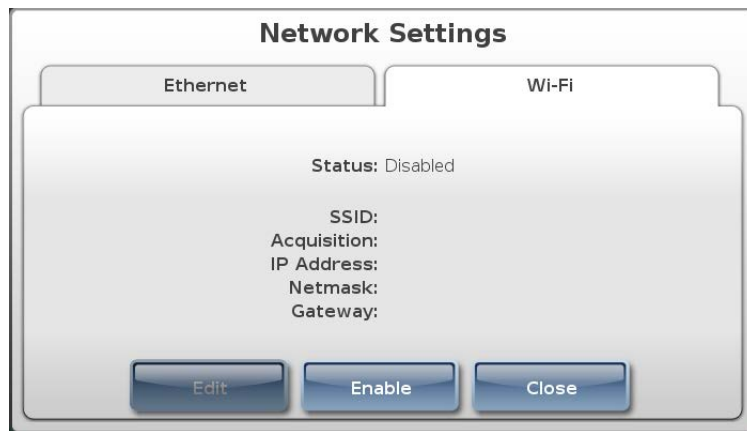 Network Settings
Ethernet
Wi-Fi
Status: Disabled
SSID:
Acquisition:
IP Address:
Netmask:
Gateway:
Edit
Enable
Close